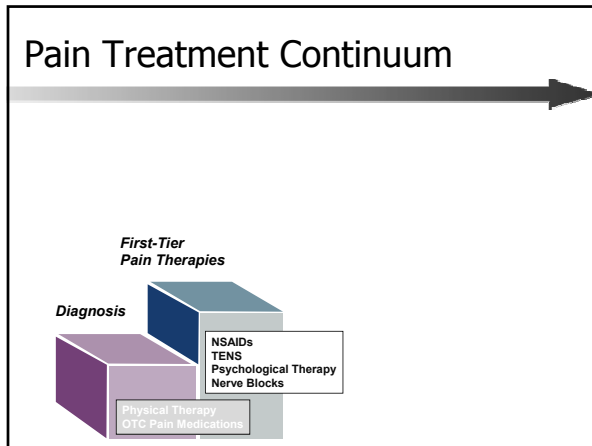 Pain Treatment Continuum
First-Tier
Pain Therapies
Diagnosis
NSAIDs
TENS
Psychological Therapy
Nerve Blocks
Physical Therapy
OTC Pain Medications